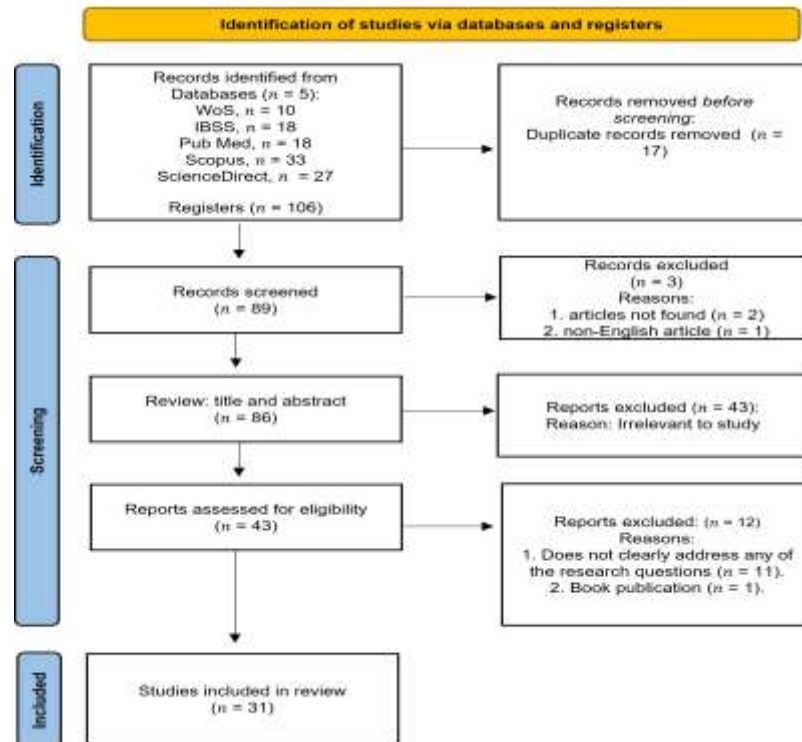 Identification of studies via databases and registers
Identification
Records identified from
Databases (n = 5):
WoS, n = 10
IBSS, n = 18
Pub Med, n = 18
Scopus, n = 33
ScienceDirect, n = 27
Registers (n = 106)
Records removed before
screening:
Duplicate records removed (n =
17)
Screening
Records screened
(n = 89)
Records excluded
(n = 3)
Reasons:
1. articles not found (n = 2)
2. non-English article (n = 1)
Review: title and abstract
(n = 86)
Reports excluded (n = 43):
Reason: Irrelevant to study
Reports assessed for eligibility
(n = 43)
Reports excluded: (n = 12)
Reasons:
1. Does not clearly address any of
the research questions (n = 11).
2. Book publication (n = 1).
Included
Studies included in review
(n = 31)